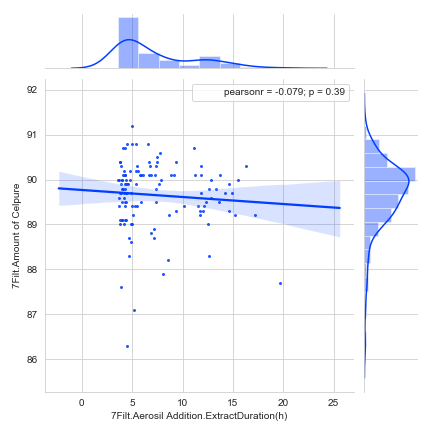 pearsonr = -0.079; p = 0.39
92
91
90
89
88
87
86
7Filt.Amount of Celpure
0 5 10 15 20 25
7Filt.Aerosil Addition.ExtractDuration(h)